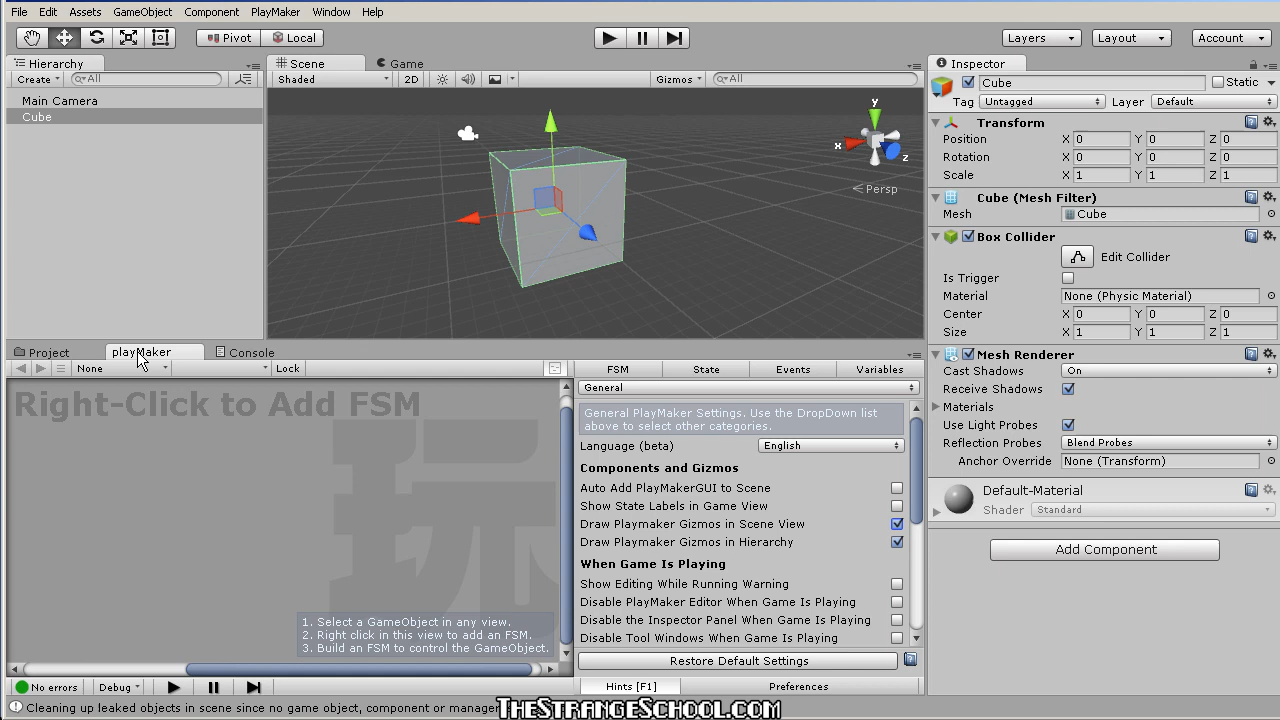 File Edit Assets GameObject Component PlayMaker Window Help
Pivot Local Layers Layout Account
Hierarchy
Create All
Main Camera
Cube
Scene Game
Shaded 2D Gizmos All
y
x
z
Persp
Inspector
Cube Static
Tag Untagged Layer Default
Transform
Position X 0 Y 0 Z 0
Rotation X 0 Y 0 Z 0
Scale X 1 Y 1 Z 1
Cube (Mesh Filter)
Mesh Cube
Box Collider
Edit Collider
Is Trigger
Material None (Physic Material)
Center X 0 Y 0 Z 0
Size X 1 Y 1 Z 1
Mesh Renderer
Cast Shadows On
Receive Shadows
Materials
Use Light Probes
Reflection Probes Blend Probes
Anchor Override None (Transform)
Default-Material
Shader Standard
Add Component
Project playMaker Console
None Lock
Right-Click to Add FSM
玩
1. Select a GameObject in any view.
2. Right click in this view to add an FSM.
3. Build an FSM to control the GameObject.
FSM State Events Variables
General
General PlayMaker Settings. Use the DropDown list
above to select other categories.
Language (beta) English
Components and Gizmos
Auto Add PlayMakerGUI to Scene
Show State Labels in Game View
Draw Playmaker Gizmos in Scene View
Draw Playmaker Gizmos in Hierarchy
When Game Is Playing
Show Editing While Running Warning
Disable PlayMaker Editor When Game Is Playing
Disable the Inspector Panel When Game Is Playing
Disable Tool Windows When Game Is Playing
Restore Default Settings
No errors Debug Hints [F1] Preferences
Cleaning up leaked objects in scene since no game object, component or manager
TheStrangeSchool.com